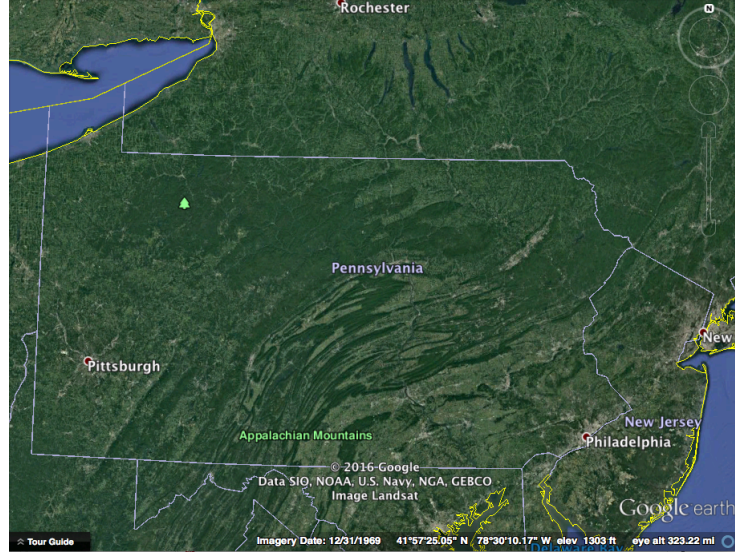 Rochester
N
Pennsylvania
Pittsburgh
New
New Jersey
Appalachian Mountains
Philadelphia
© 2016 Google
Data SIO, NOAA, U.S. Navy, NGA, GEBCO
Image Landsat
Google earth
Tour Guide
Imagery Date: 12/31/1969 41°57'25.05" N 78°30'10.17" W elev 1303 ft eye alt 323.22 mi
Delaware Bay